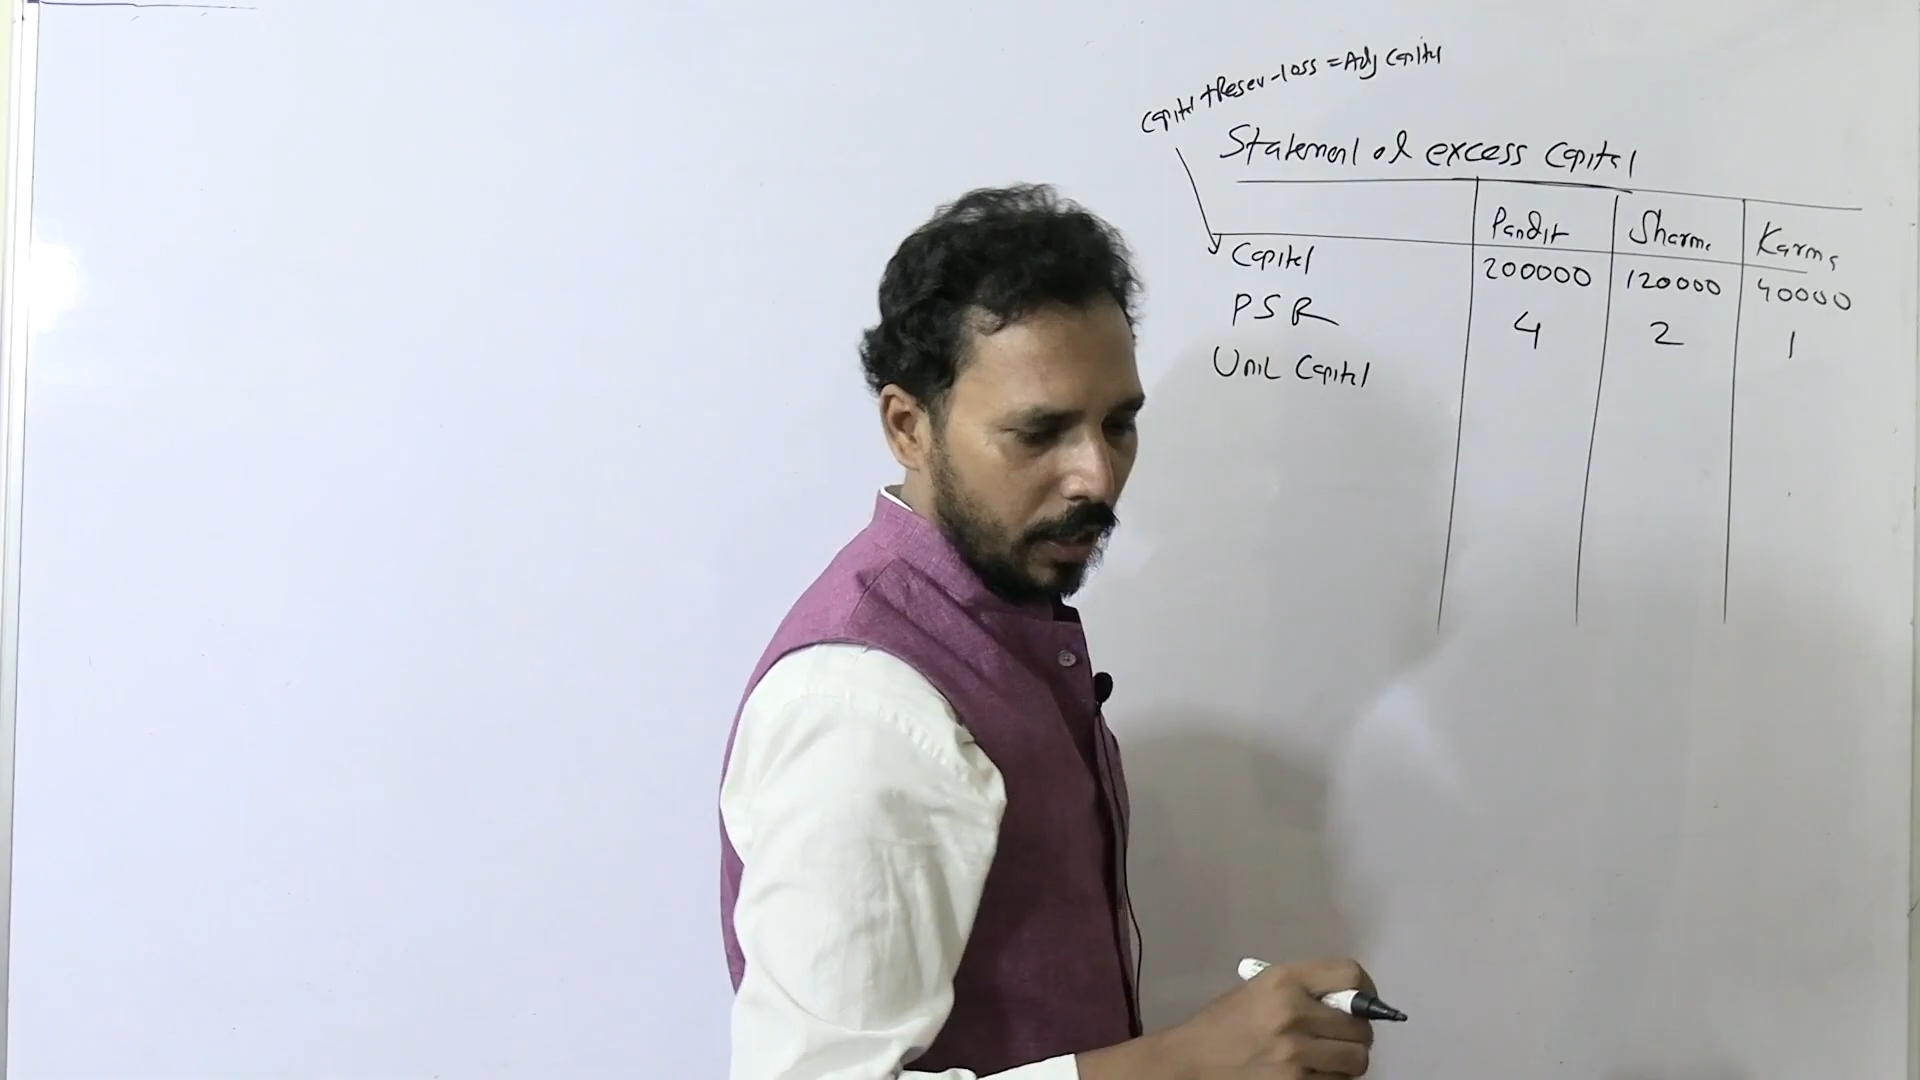 Capital + Reserv - loss = Adj Capital
Statement of excess capital
Pandit Sharma Karma
Capital 200000 120000 40000
PSR 4 2 1
Unit Capital